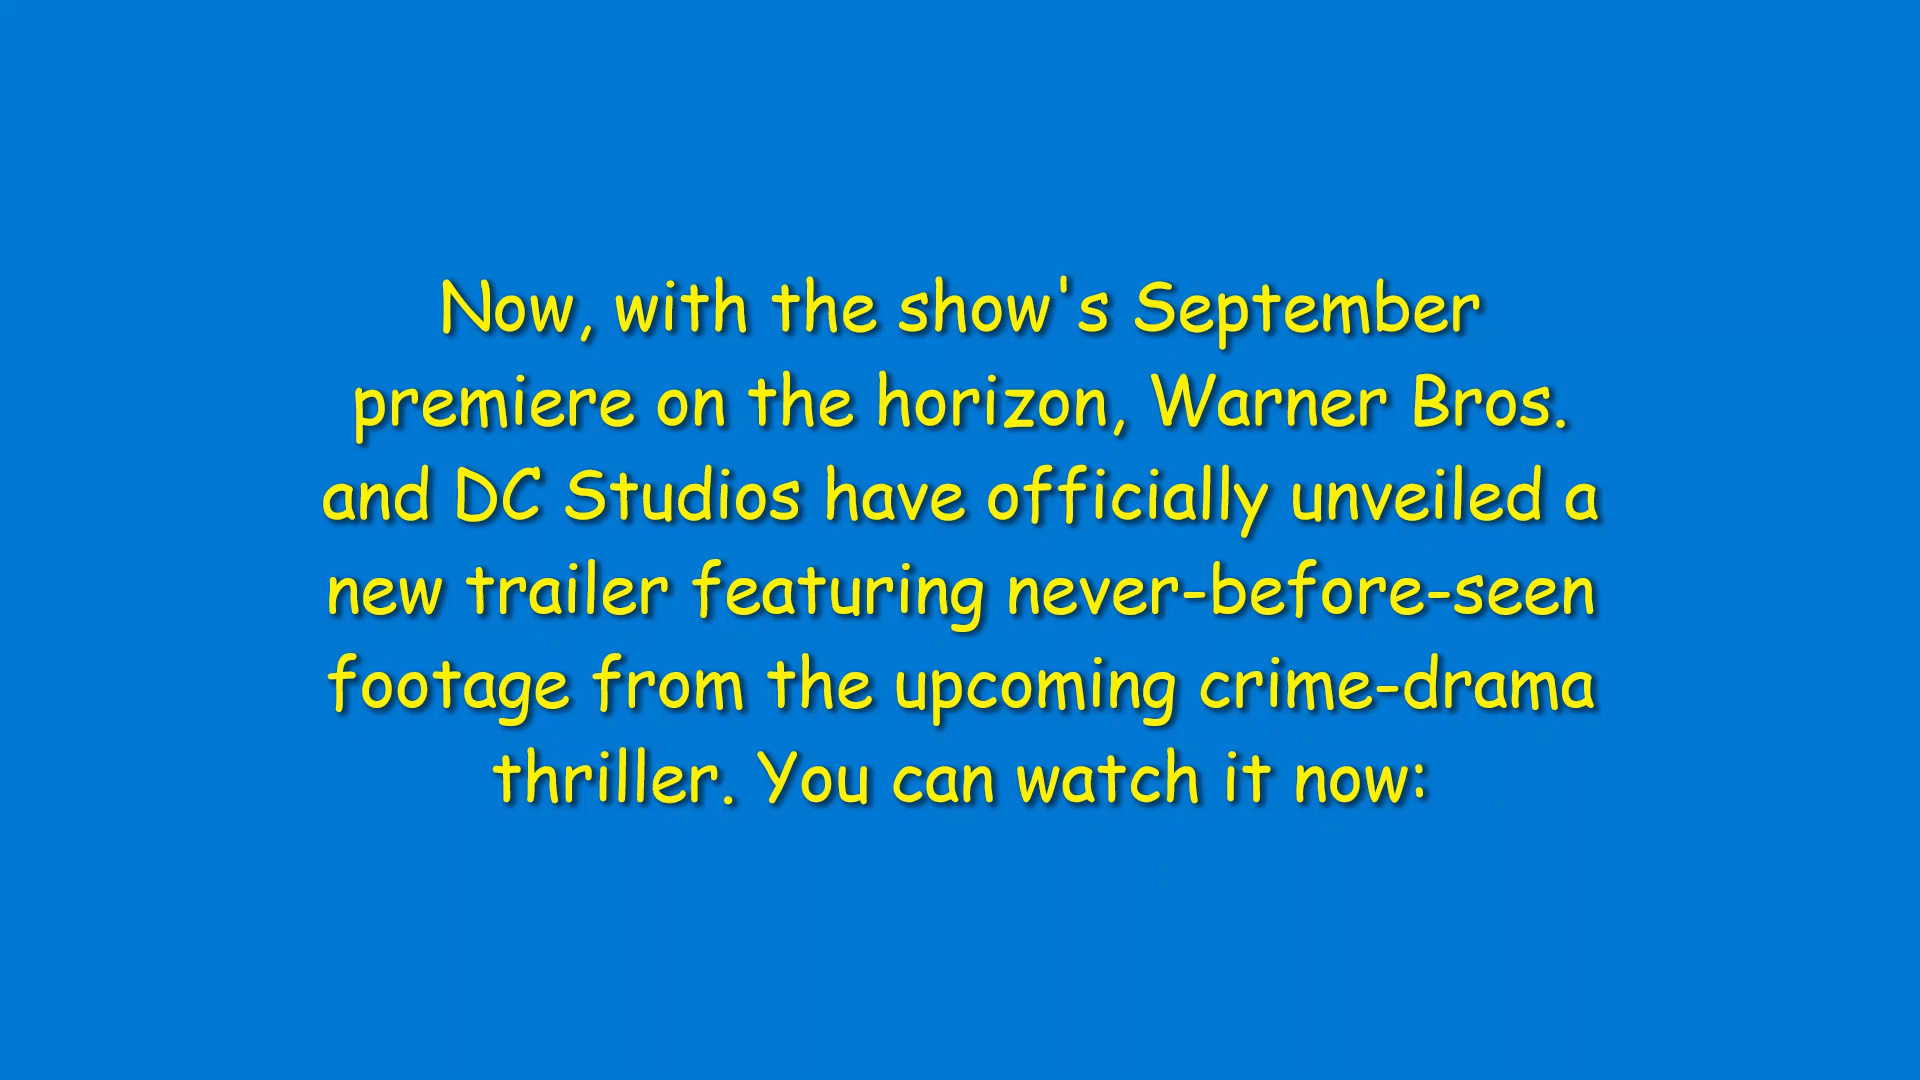 Now, with the show's September
premiere on the horizon, Warner Bros.
and DC Studios have officially unveiled a
new trailer featuring never-before-seen
footage from the upcoming crime-drama
thriller. You can watch it now: